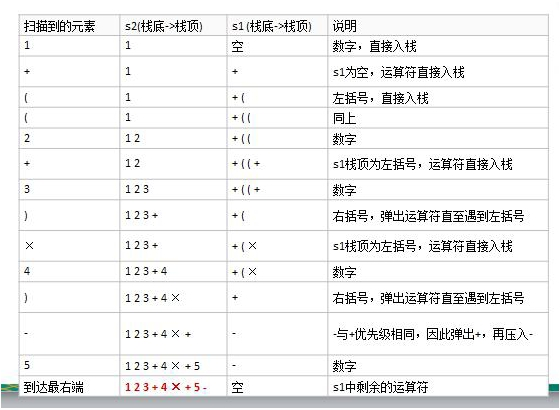 扫描到的元素 s2(栈底->栈顶) s1 (栈底->栈顶) 说明
1 1 空 数字，直接入栈
+ 1 + s1为空，运算符直接入栈
( 1 + ( 左括号，直接入栈
( 1 + ( ( 同上
2 1 2 + ( ( 数字
+ 1 2 + ( ( + s1栈顶为左括号，运算符直接入栈
3 1 2 3 + ( ( + 数字
) 1 2 3 + + ( 右括号，弹出运算符直至遇到左括号
× 1 2 3 + + ( × s1栈顶为左括号，运算符直接入栈
4 1 2 3 + 4 + ( × 数字
) 1 2 3 + 4 × + 右括号，弹出运算符直至遇到左括号
- 1 2 3 + 4 × + - -与+优先级相同，因此弹出+，再压入-
5 1 2 3 + 4 × + 5 - 数字
到达最右端 1 2 3 + 4 × + 5 - 空 s1中剩余的运算符